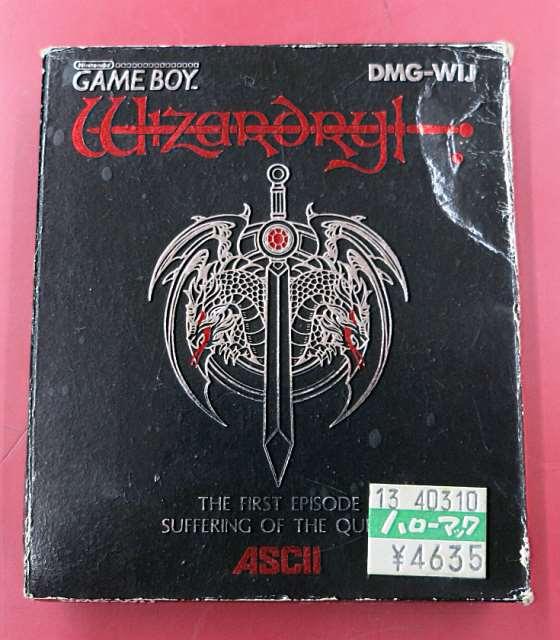 Nintendo
GAME BOY
DMG-WIJ
Wizardry
THE FIRST EPISODE
SUFFERING OF THE
ASCII
13 40310
ハローマック
¥4635